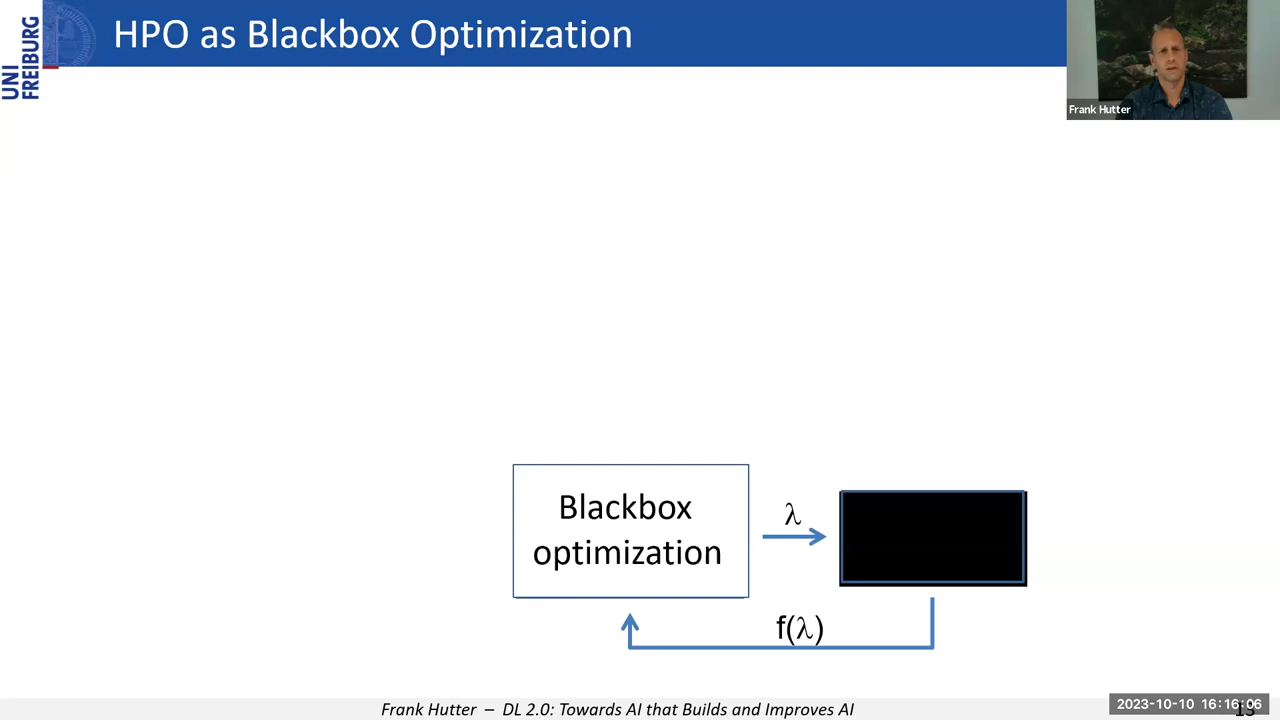 HPO as Blackbox Optimization
UNI
FREIBURG
Frank Hutter
Blackbox
optimization
λ
f(λ)
Frank Hutter – DL 2.0: Towards AI that Builds and Improves AI
2023-10-10 16:16:06